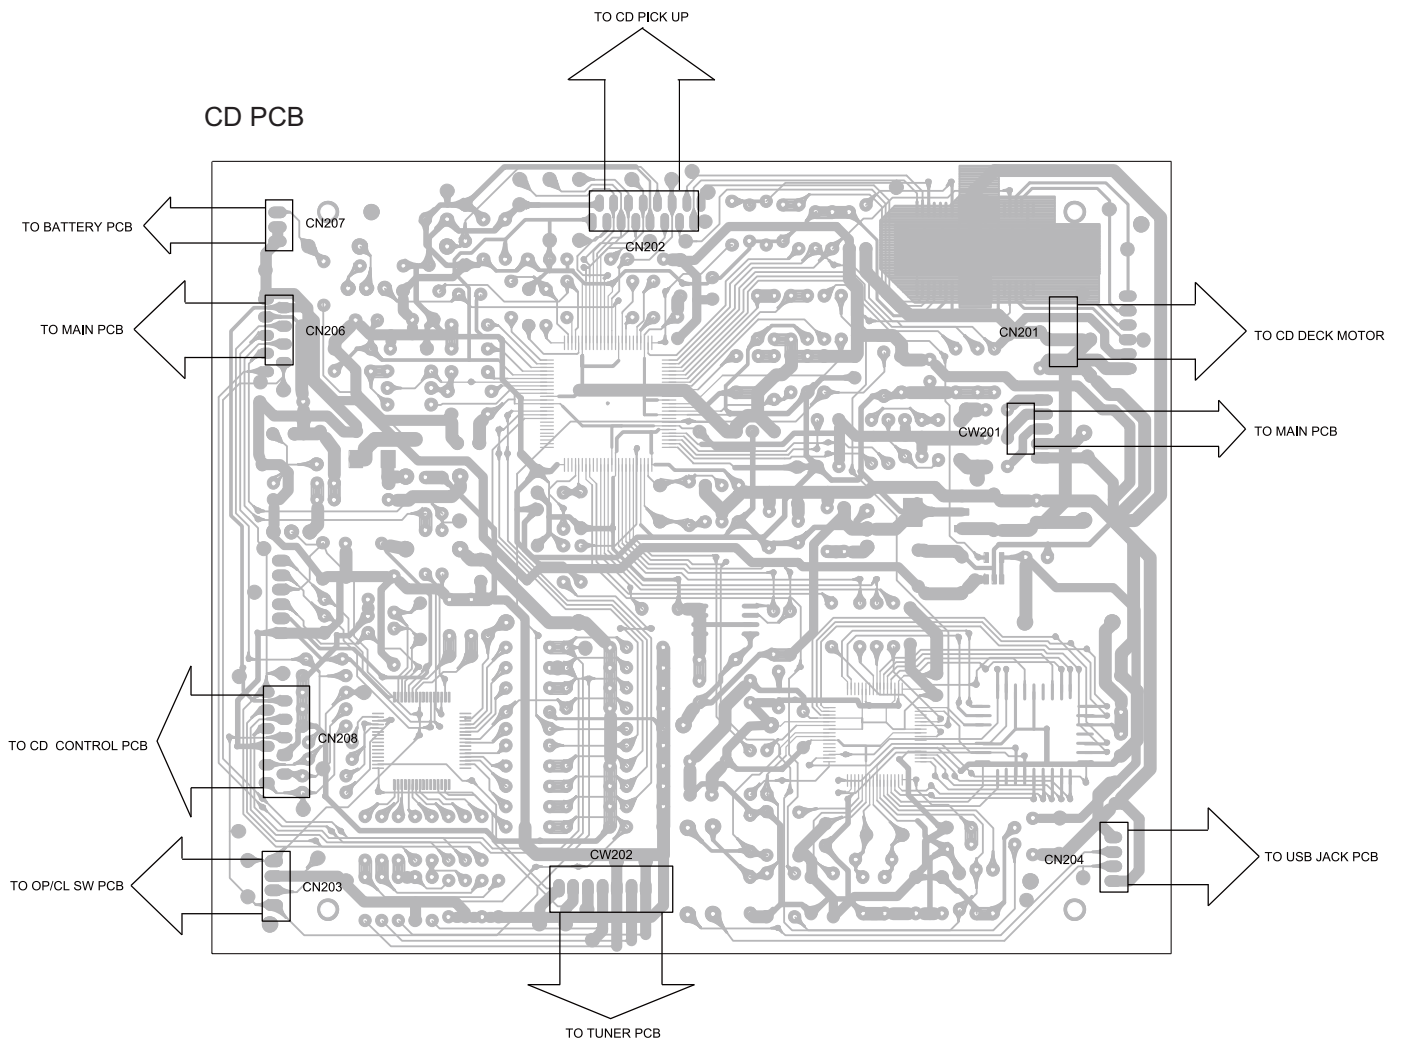 TO CD PICK UP
CD PCB
CN207
TO BATTERY PCB
CN202
TO MAIN PCB
CN206
CN201
TO CD DECK MOTOR
CW201
TO MAIN PCB
CN208
TO CD CONTROL PCB
CW202
CN204
TO USB JACK PCB
TO OP/CL SW PCB
CN203
TO TUNER PCB